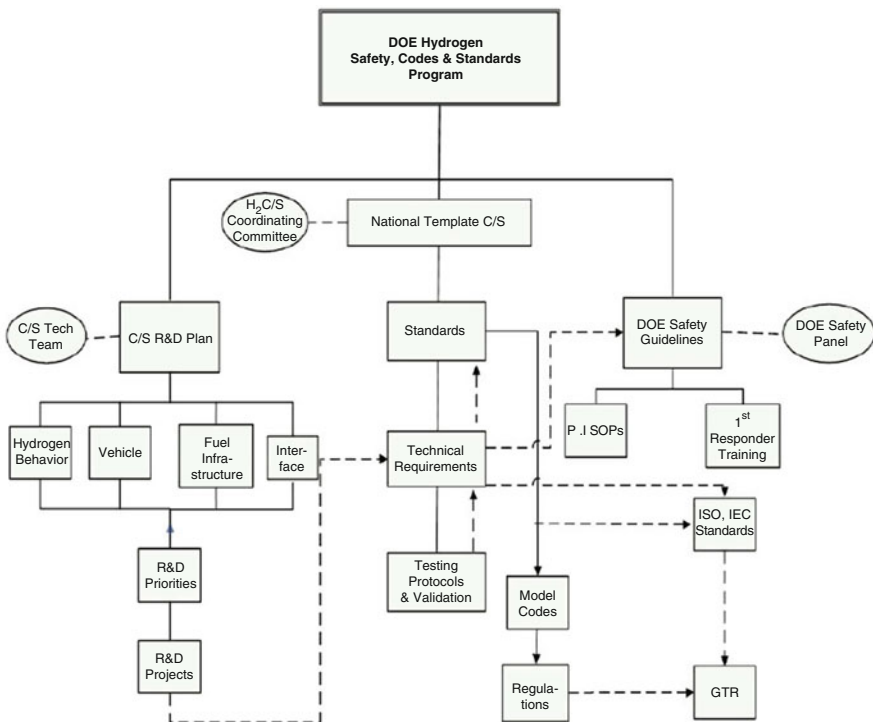 DOE Hydrogen
Safety, Codes & Standards
Program
H2C/S
Coordinating
Committee
National Template C/S
C/S Tech
Team
C/S R&D Plan
Standards
DOE Safety
Guidelines
DOE Safety
Panel
Hydrogen
Behavior
Vehicle
Fuel
Infra-
structure
Inter-
face
Technical
Requirements
P .I SOPs
1st
Responder
Training
ISO, IEC
Standards
R&D
Priorities
Testing
Protocols
& Validation
Model
Codes
R&D
Projects
Regula-
tions
GTR